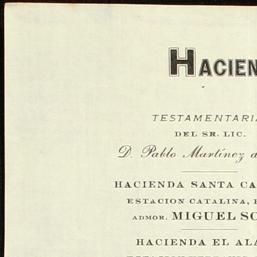 HACIEN
TESTAMENTARI
DEL SR. LIC.
D. Pablo Martínez
HACIENDA SANTA CA
ESTACION CATALINA,
ADMOR. MIGUEL SO
HACIENDA EL ALA